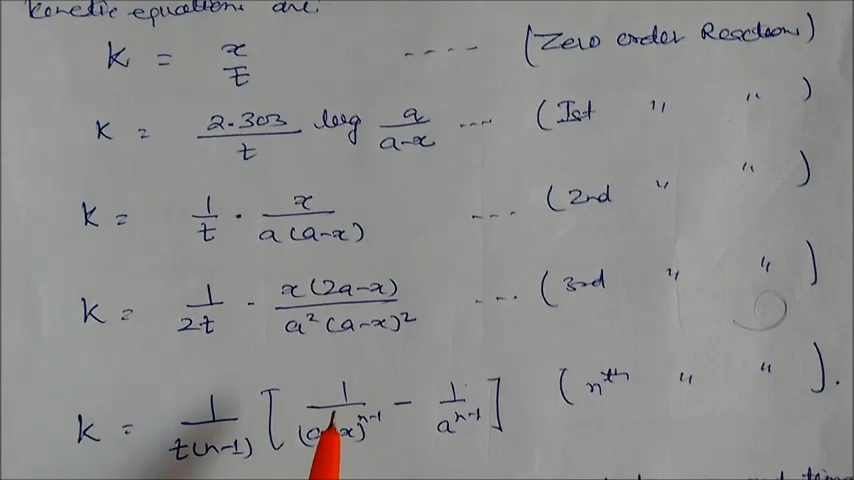 kinetic equations are:
K = x/t .... (Zero order Reaction)
K = 2.303/t log a/a-x ... (Ist " " )
K = 1/t . x/a(a-x) ... (2nd " " )
K = 1/2t . x(2a-x)/a²(a-x)² ... (3rd " " )
K = 1/t(n-1) [ 1/(a-x)ⁿ⁻¹ - 1/aⁿ⁻¹ ] (nth " " ).